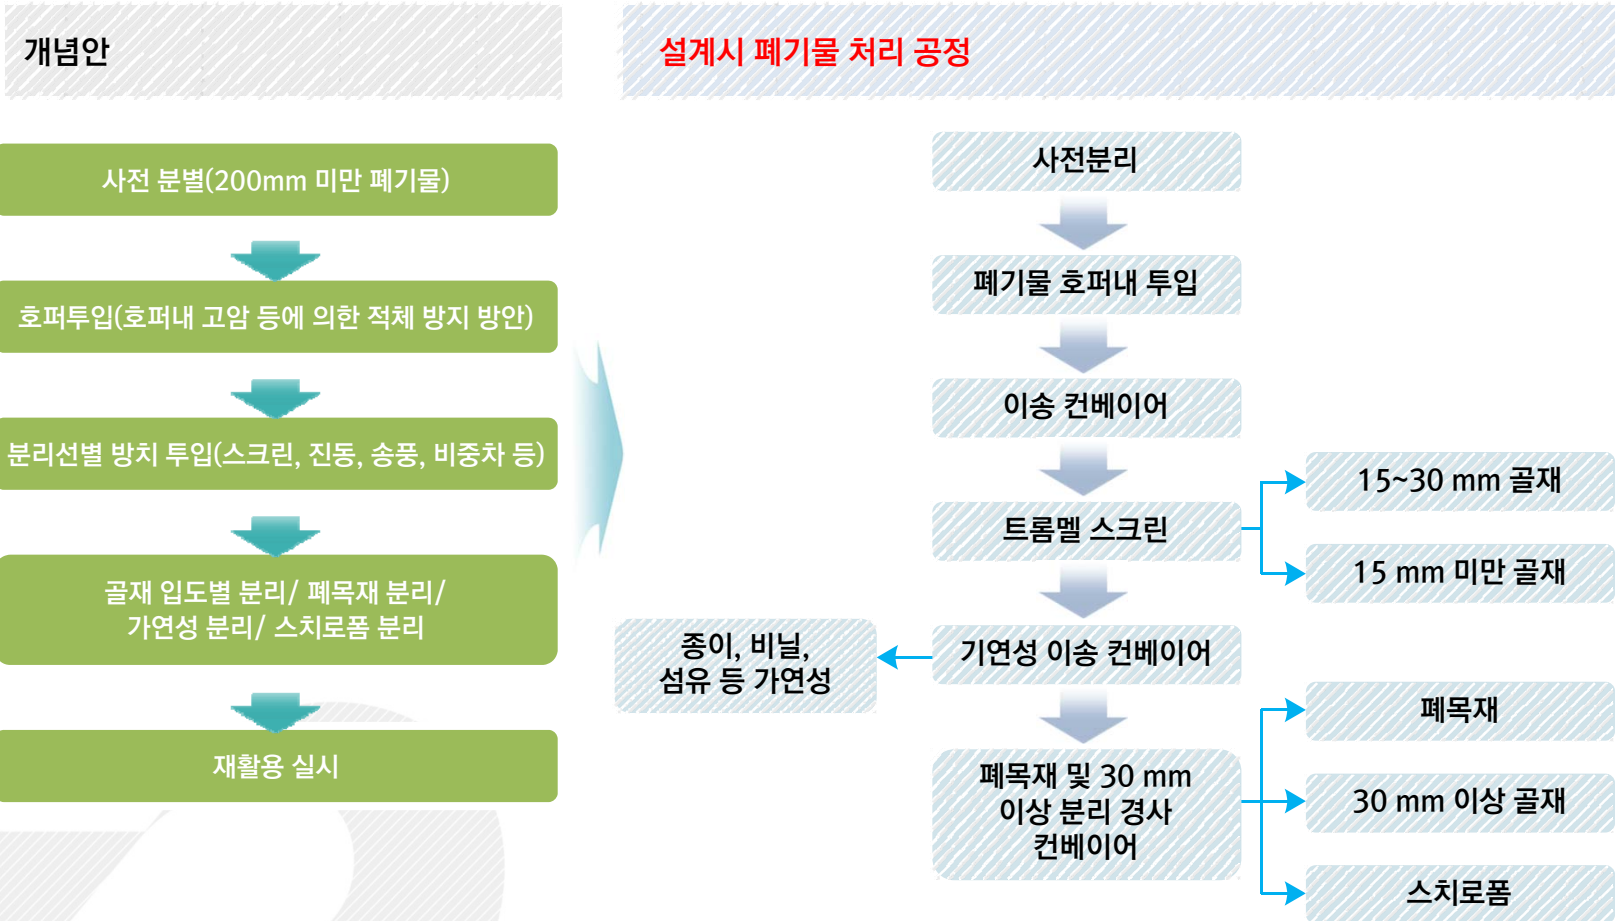 개념안
설계시 폐기물 처리 공정
사전 분별(200mm 미만 폐기물)
호퍼투입(호퍼내 고암 등에 의한 적체 방지 방안)
분리선별 방치 투입(스크린, 진동, 송풍, 비중차 등)
골재 입도별 분리/ 폐목재 분리/
가연성 분리/ 스치로폼 분리
재활용 실시
사전분리
폐기물 호퍼내 투입
이송 컨베이어
트롬멜 스크린
15~30 mm 골재
15 mm 미만 골재
기연성 이송 컨베이어
종이, 비닐,
섬유 등 가연성
폐목재 및 30 mm
이상 분리 경사
컨베이어
폐목재
30 mm 이상 골재
스치로폼